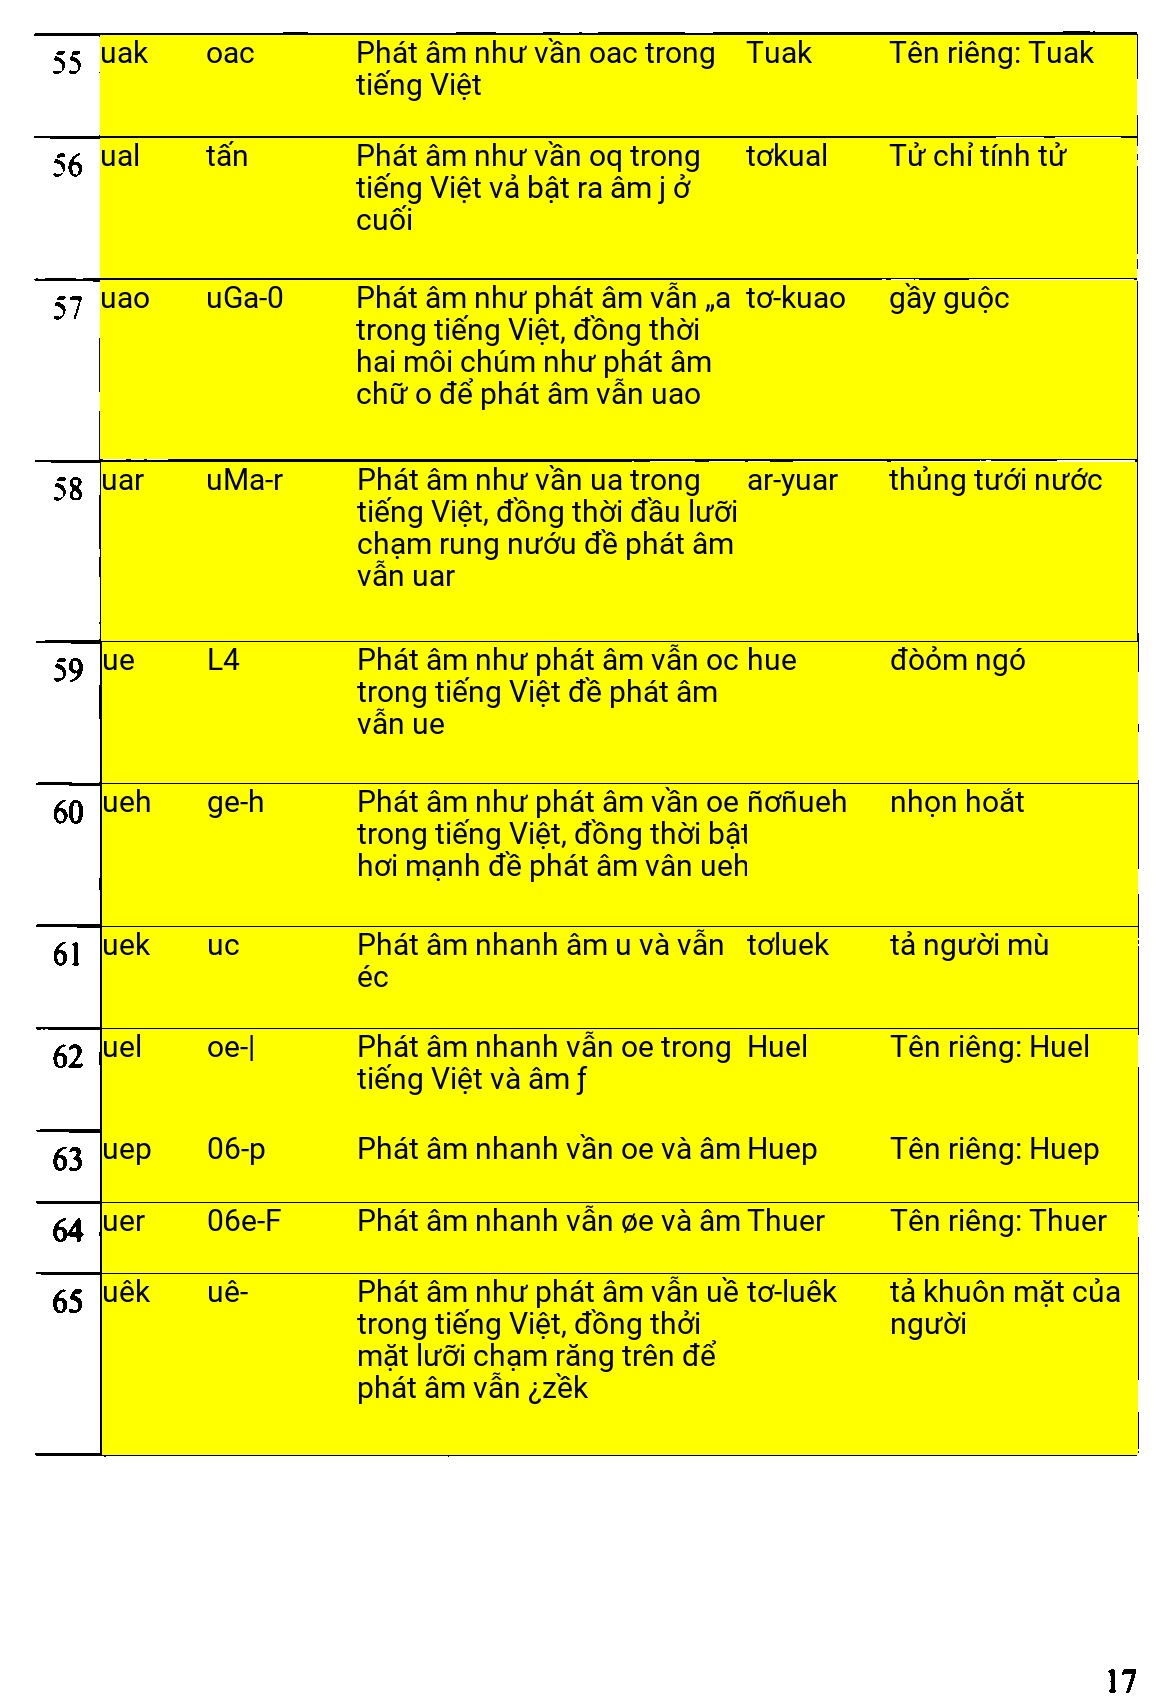 55 uak oac Phát âm như vần oac trong Tuak Tên riêng: Tuak
tiếng Việt
56 ual tấn Phát âm như vần oq trong tơkual Tử chỉ tính tử
tiếng Việt vả bật ra âm j ở
cuối
57 uao uGa-0 Phát âm như phát âm vẫn „a tơ-kuao gầy guộc
trong tiếng Việt, đồng thời
hai môi chúm như phát âm
chữ o để phát âm vẫn uao
58 uar uMa-r Phát âm như vần ua trong ar-yuar thủng tưới nước
tiếng Việt, đồng thời đầu lưỡi
chạm rung nướu đề phát âm
vẫn uar
59 ue L4 Phát âm như phát âm vẫn oc hue đòỏm ngó
trong tiếng Việt đề phát âm
vẫn ue
60 ueh ge-h Phát âm như phát âm vần oe ñơñueh nhọn hoắt
trong tiếng Việt, đồng thời bật
hơi mạnh đề phát âm vân ueh
61 uek uc Phát âm nhanh âm u và vẫn tơluek tả người mù
éc
62 uel oe-| Phát âm nhanh vẫn oe trong Huel Tên riêng: Huel
tiếng Việt và âm ƒ
63 uep 06-p Phát âm nhanh vần oe và âm Huep Tên riêng: Huep
64 uer 06e-F Phát âm nhanh vẫn øe và âm Thuer Tên riêng: Thuer
65 uêk uê- Phát âm như phát âm vẫn uề tơ-luêk tả khuôn mặt của
trong tiếng Việt, đồng thởi người
mặt lưỡi chạm răng trên để
phát âm vẫn ¿zềk
17